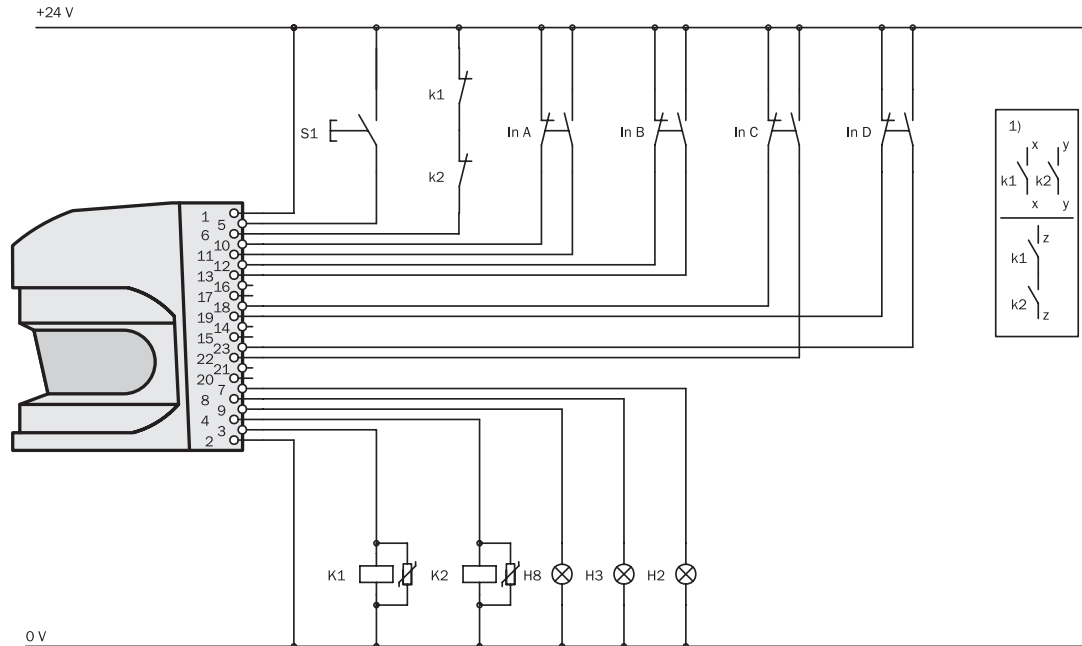 +24 V
S1
k1
k2
In A
In B
In C
In D
1)
x
y
k1
k2
x
y
z
k1
k2
z
1
5
6
10
11
12
13
16
17
18
19
14
15
23
22
21
20
7
8
9
4
3
2
K1
K2
H8
H3
H2
0 V